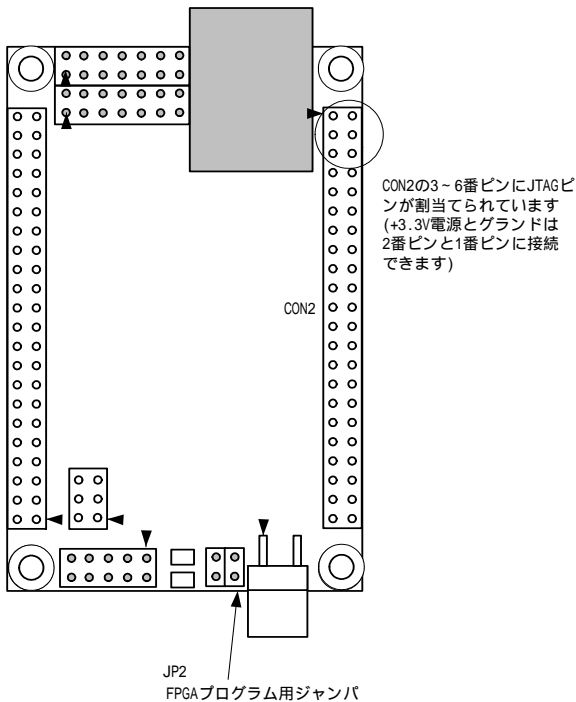 CON2の3~6番ピンにJTAGピ
ンが割当てられています
(+3.3V電源とグランドは
2番ピンと1番ピンに接続
できます)
CON2
JP2
FPGAプログラム用ジャンパ